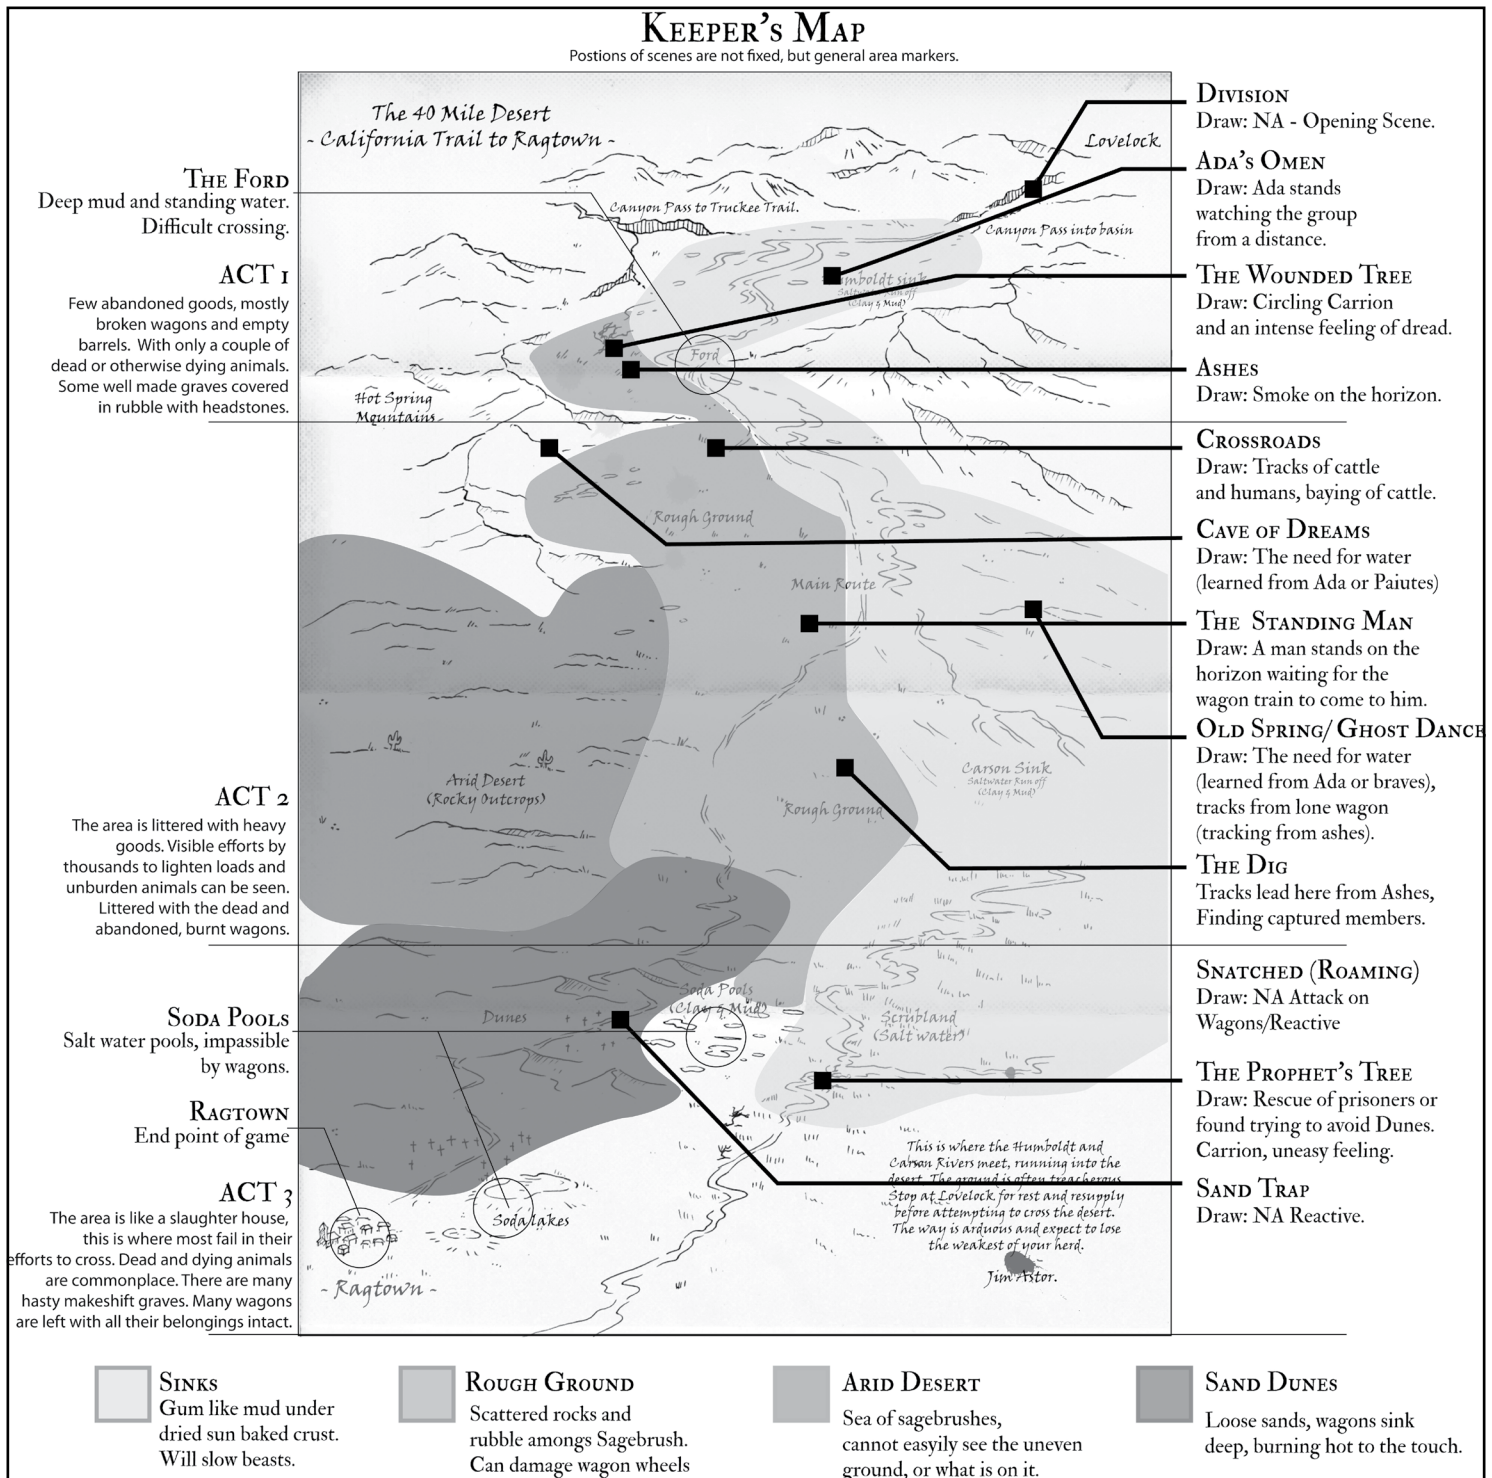 Keeper's Map
Postions of scenes are not fixed, but general area markers.
The 40 Mile Desert
- California Trail to Ragtown -
Lovelock
Canyon Pass to Truckee Trail.
Canyon Pass into basin
Humboldt sink
Saltwater Run off
(Clay & Mud)
Ford
Hot Spring
Mountains
Rough Ground
Main Route
Arid Desert
(Rocky Outcrops)
Rough Ground
Carson Sink
Saltwater Run off
(Clay & Mud)
Soda Pools
(Clay & Mud)
Dunes
Scrubland
(Salt water)
This is where the Humboldt and
Carson Rivers meet, running into the
desert. The ground is often treacherous
Stop at Lovelock for rest and resupply
before attempting to cross the desert.
The way is arduous and expect to lose
the weakest of your herd.
Jim Astor.
Soda lakes
- Ragtown -
The Ford
Deep mud and standing water.
Difficult crossing.
ACT 1
Few abandoned goods, mostly
broken wagons and empty
barrels. With only a couple of
dead or otherwise dying animals.
Some well made graves covered
in rubble with headstones.
ACT 2
The area is littered with heavy
goods. Visible efforts by
thousands to lighten loads and
unburden animals can be seen.
Littered with the dead and
abandoned, burnt wagons.
Soda Pools
Salt water pools, impassible
by wagons.
Ragtown
End point of game
ACT 3
The area is like a slaughter house,
this is where most fail in their
efforts to cross. Dead and dying animals
are commonplace. There are many
hasty makeshift graves. Many wagons
are left with all their belongings intact.
Division
Draw: NA - Opening Scene.
Ada's Omen
Draw: Ada stands
watching the group
from a distance.
The Wounded Tree
Draw: Circling Carrion
and an intense feeling of dread.
Ashes
Draw: Smoke on the horizon.
Crossroads
Draw: Tracks of cattle
and humans, baying of cattle.
Cave of Dreams
Draw: The need for water
(learned from Ada or Paiutes)
The Standing Man
Draw: A man stands on the
horizon waiting for the
wagon train to come to him.
Old Spring/ Ghost Dance
Draw: The need for water
(learned from Ada or braves),
tracks from lone wagon
(tracking from ashes).
The Dig
Tracks lead here from Ashes,
Finding captured members.
Snatched (Roaming)
Draw: NA Attack on
Wagons/Reactive
The Prophet's Tree
Draw: Rescue of prisoners or
found trying to avoid Dunes.
Carrion, uneasy feeling.
Sand Trap
Draw: NA Reactive.
Sinks
Gum like mud under
dried sun baked crust.
Will slow beasts.
Rough Ground
Scattered rocks and
rubble amongs Sagebrush.
Can damage wagon wheels
Arid Desert
Sea of sagebrushes,
cannot easyily see the uneven
ground, or what is on it.
Sand Dunes
Loose sands, wagons sink
deep, burning hot to the touch.